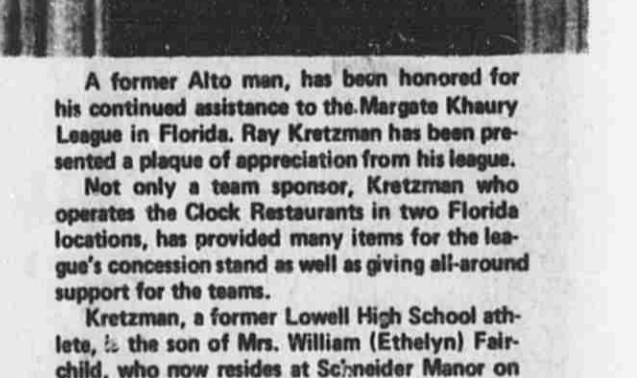 A former Alto man, has been honored for
his continued assistance to the Margate Khaury
League in Florida. Ray Kretzman has been pre-
sented a plaque of appreciation from his league.
Not only a team sponsor, Kretzman who
operates the Clock Restaurants in two Florida
locations, has provided many items for the lea-
gue's concession stand as well as giving all-around
support for the teams.
Kretzman, a former Lowell High School ath-
lete, is the son of Mrs. William (Ethelyn) Fair-
child, who now resides at Schneider Manor on